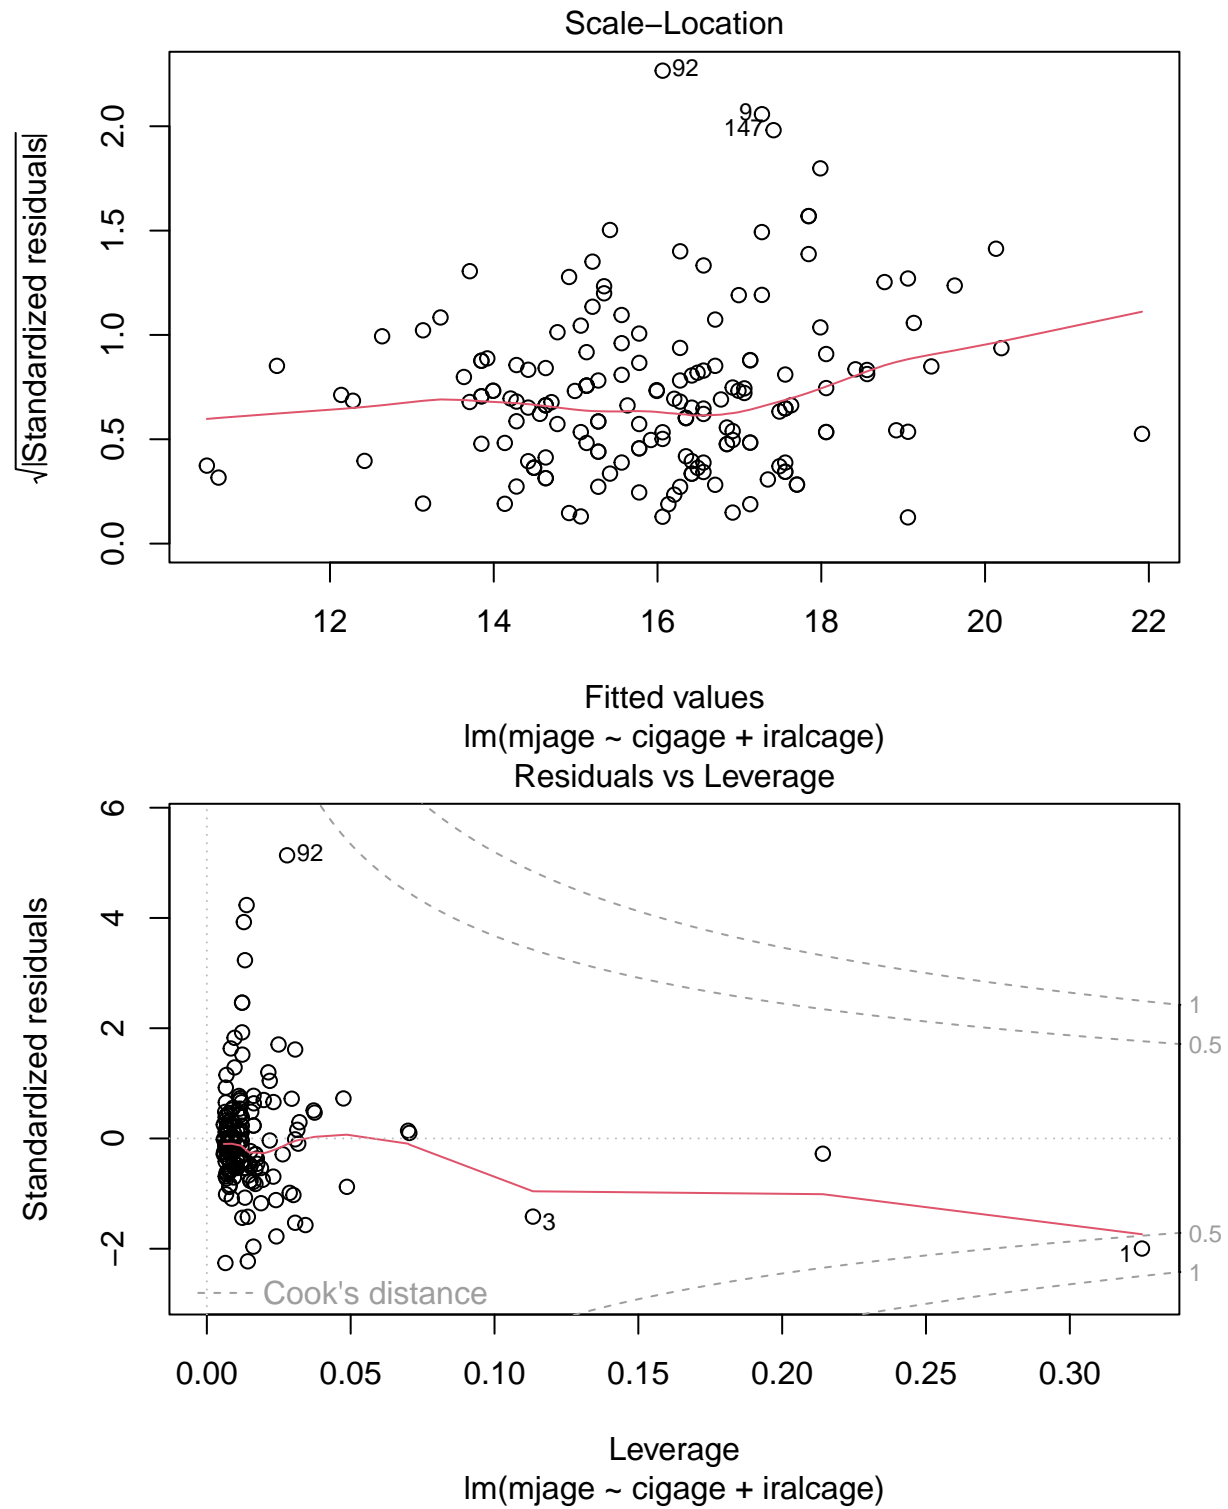 Scale−Location
√|Standardized residuals|
0.0 0.5 1.0 1.5 2.0
92
9
147
12 14 16 18 20 22
Fitted values
lm(mjage ~ cigage + iralcage)
Residuals vs Leverage
Standardized residuals
−2 0 2 4 6
92
1
0.5
3
0.5
1
1
Cook's distance
0.00 0.05 0.10 0.15 0.20 0.25 0.30
Leverage
lm(mjage ~ cigage + iralcage)